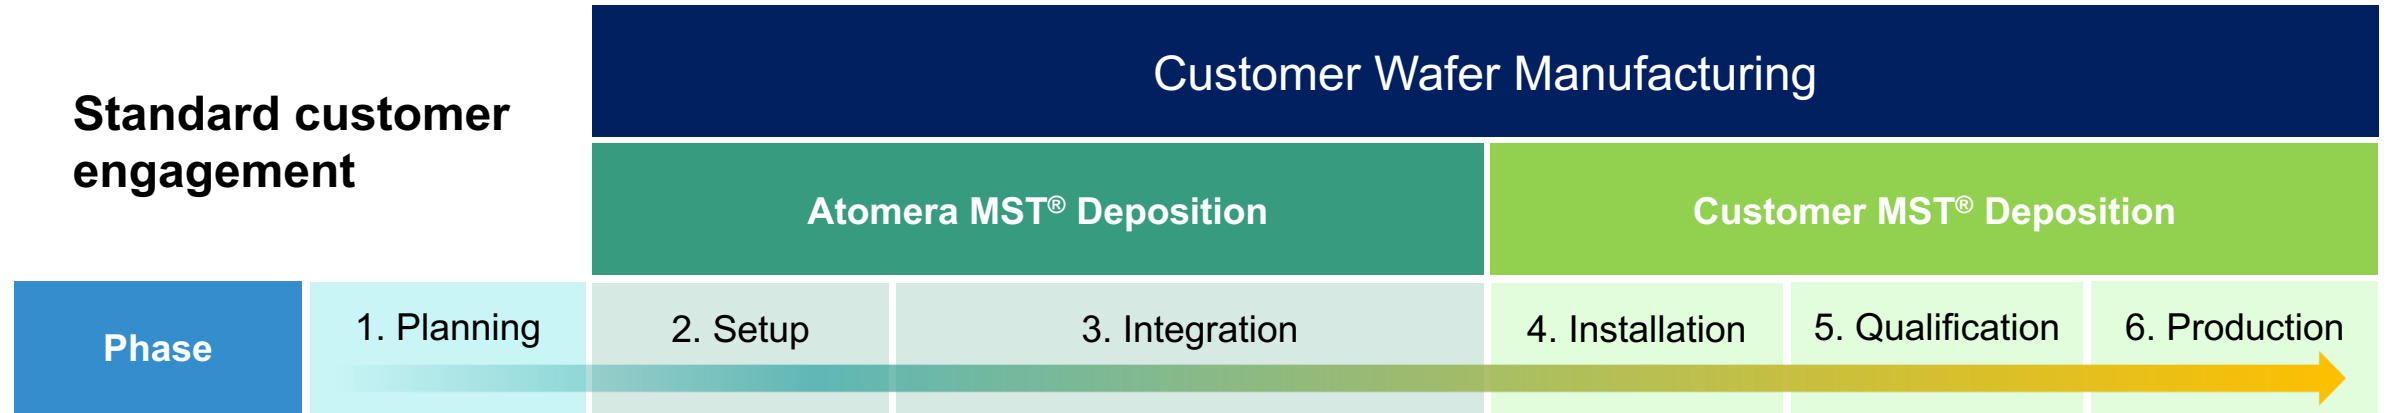 Standard customer
engagement
Customer Wafer Manufacturing
Atomera MST® Deposition
Customer MST® Deposition
Phase
1. Planning
2. Setup
3. Integration
4. Installation
5. Qualification
6. Production